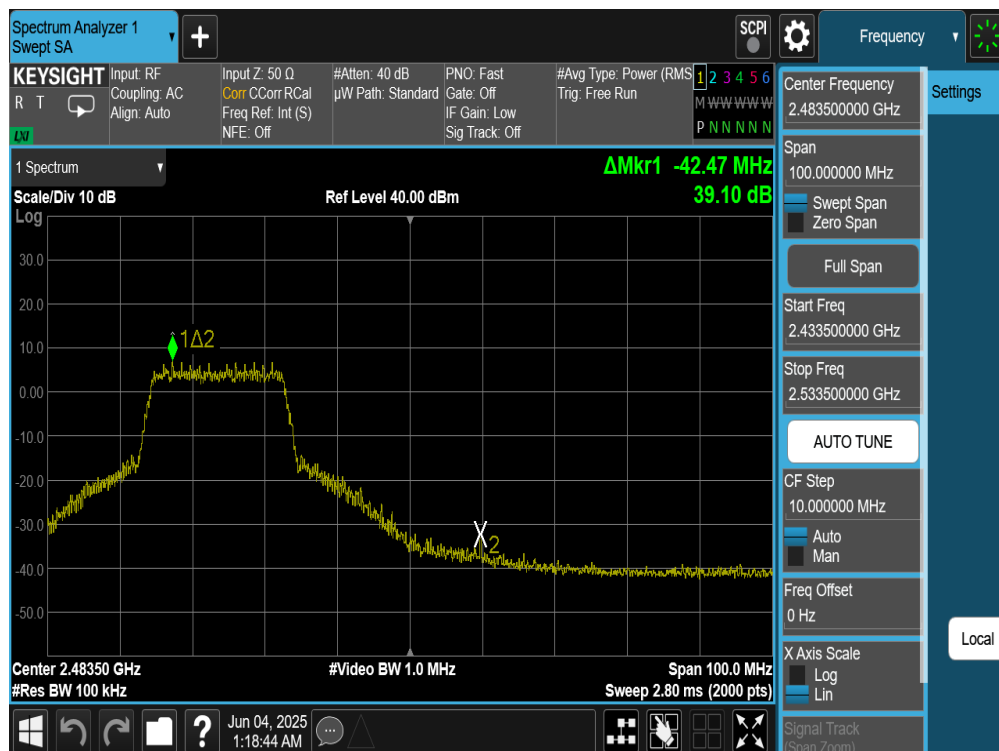 Spectrum Analyzer 1
Swept SA
+
SCPI
Frequency
KEYSIGHT
R T
LXI
Input: RF
Coupling: AC
Align: Auto
Input Z: 50 Ω
Corr CCorr RCal
Freq Ref: Int (S)
NFE: Off
#Atten: 40 dB
µW Path: Standard
PNO: Fast
Gate: Off
IF Gain: Low
Sig Track: Off
#Avg Type: Power (RMS
Trig: Free Run
1 2 3 4 5 6
M W W W W W
P N N N N N
1 Spectrum
ΔMkr1 -42.47 MHz
39.10 dB
Scale/Div 10 dB
Ref Level 40.00 dBm
Log
30.0
20.0
10.0
0.00
-10.0
-20.0
-30.0
-40.0
-50.0
1Δ2
2
Center 2.48350 GHz
#Video BW 1.0 MHz
Span 100.0 MHz
#Res BW 100 kHz
Sweep 2.80 ms (2000 pts)
?
Jun 04, 2025
1:18:44 AM
Center Frequency
2.483500000 GHz
Span
100.000000 MHz
Swept Span
Zero Span
Full Span
Start Freq
2.433500000 GHz
Stop Freq
2.533500000 GHz
AUTO TUNE
CF Step
10.000000 MHz
Auto
Man
Freq Offset
0 Hz
X Axis Scale
Log
Lin
Signal Track
(Span Zoom)
Settings
Local